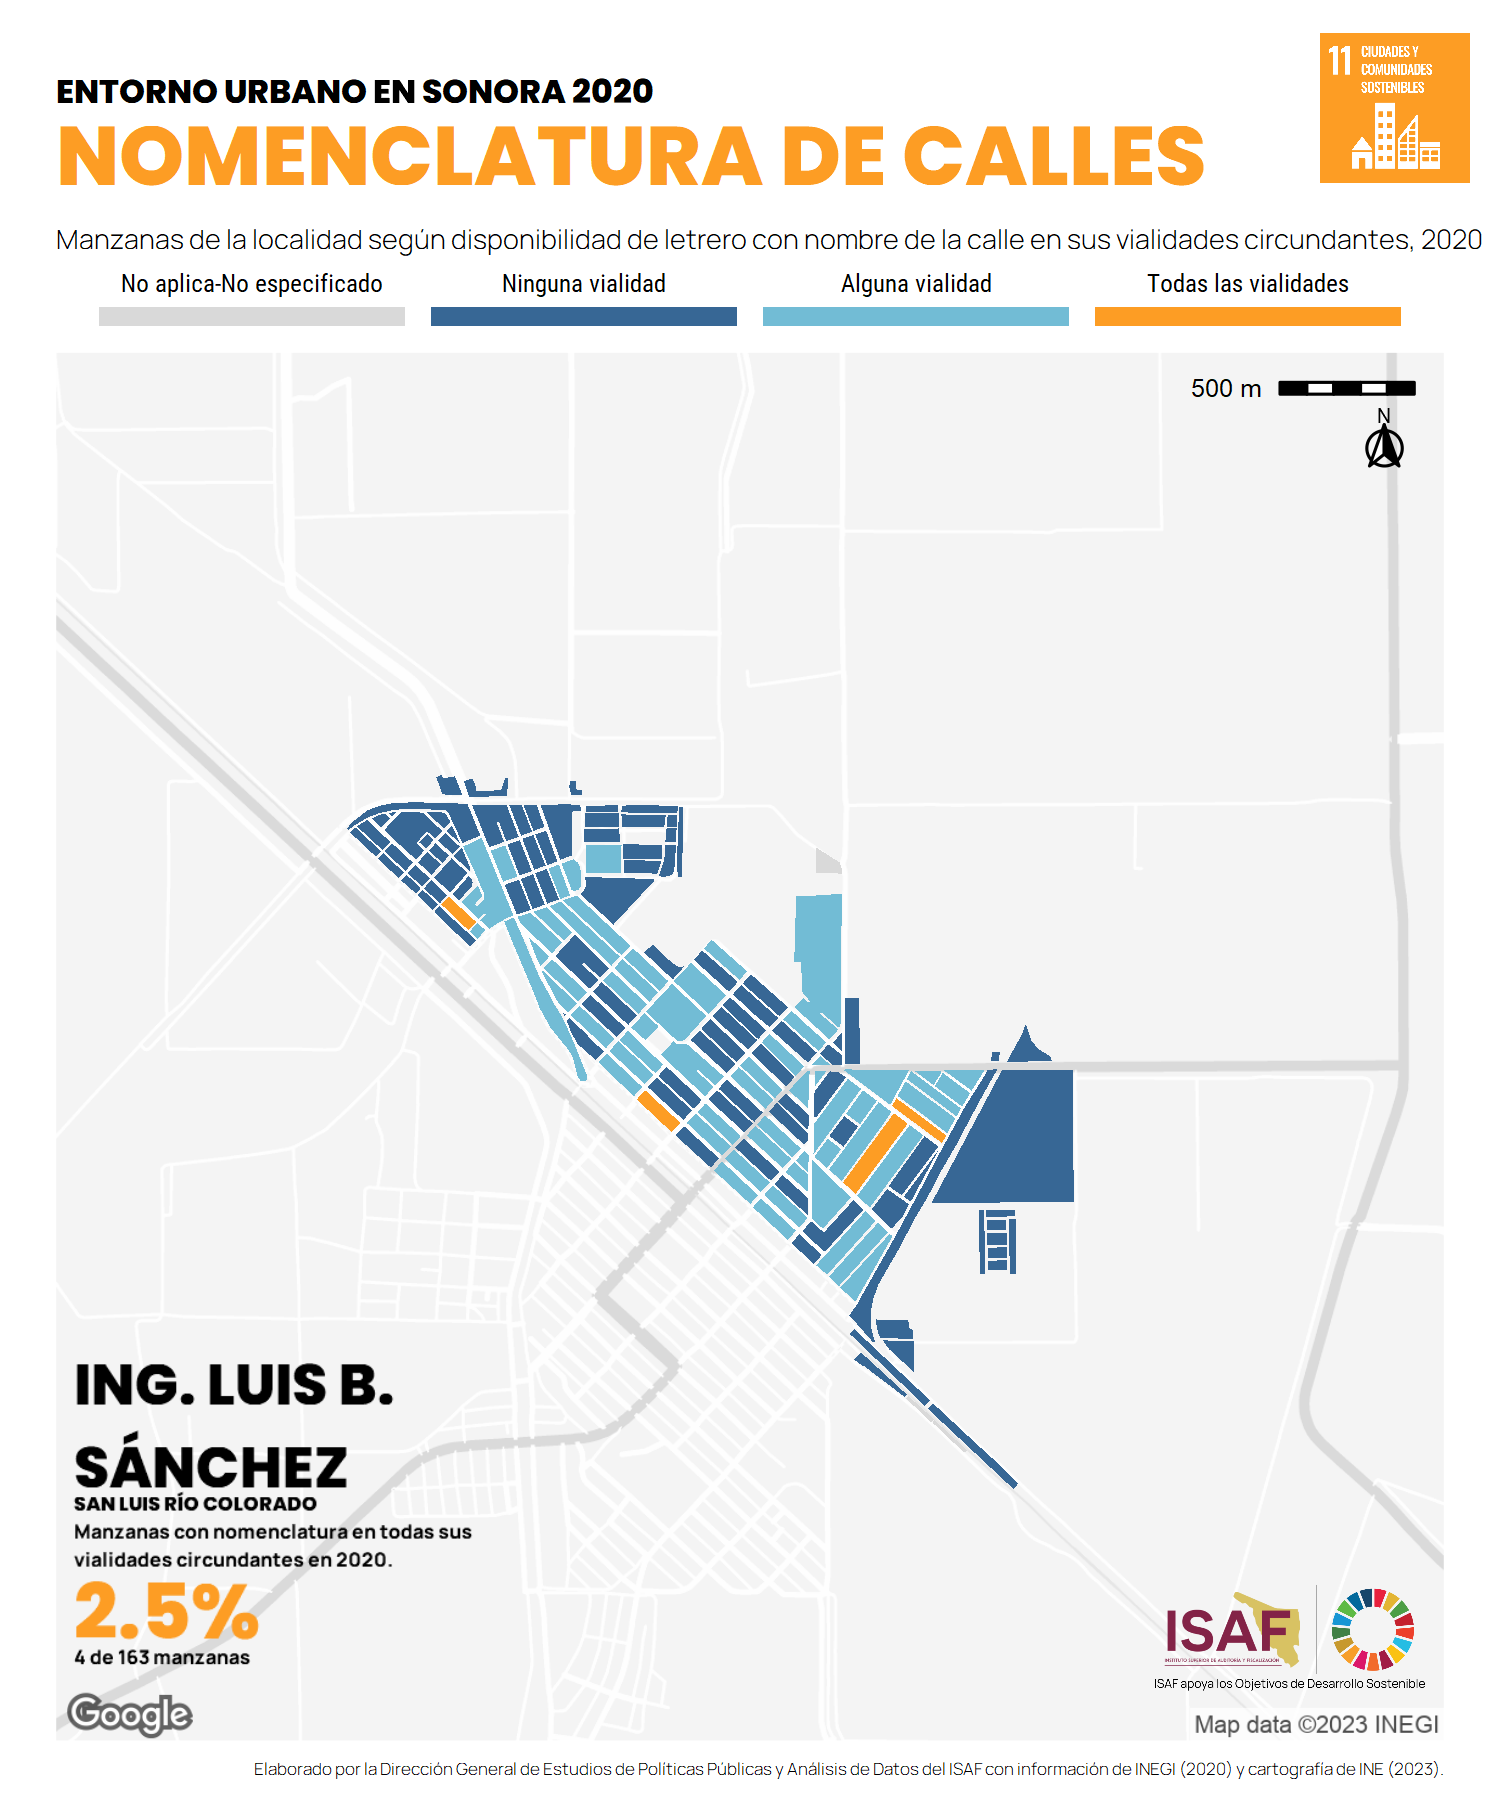 11 CIUDADES Y
COMUNIDADES
SOSTENIBLES
ENTORNO URBANO EN SONORA 2020
NOMENCLATURA DE CALLES
Manzanas de la localidad según disponibilidad de letrero con nombre de la calle en sus vialidades circundantes, 2020
No aplica-No especificado
Ninguna vialidad
Alguna vialidad
Todas las vialidades
500 m
N
ING. LUIS B.
SÁNCHEZ
SAN LUIS RÍO COLORADO
Manzanas con nomenclatura en todas sus
vialidades circundantes en 2020.
2.5%
4 de 163 manzanas
Google
ISAF
INSTITUTO SUPERIOR DE AUDITORÍA Y FISCALIZACIÓN
ISAF apoya los Objetivos de Desarrollo Sostenible
Map data ©2023 INEGI
Elaborado por la Dirección General de Estudios de Políticas Públicas y Análisis de Datos del ISAF con información de INEGI (2020) y cartografía de INE (2023).